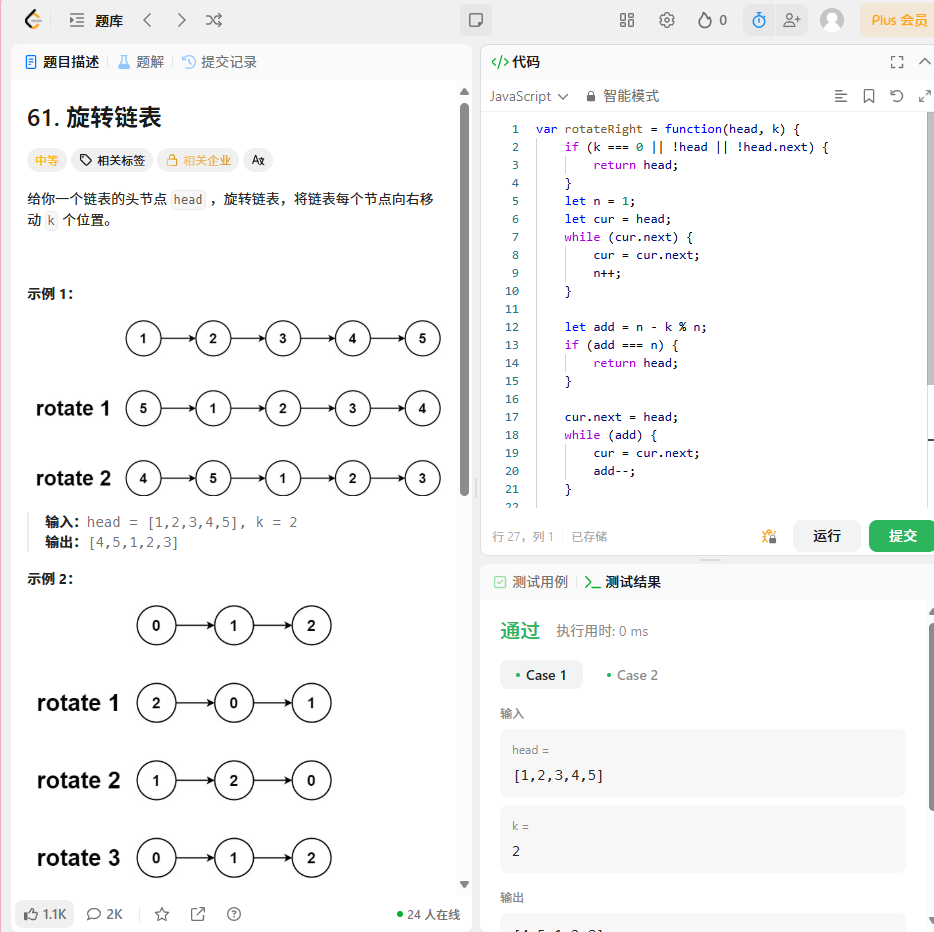 题库
0
Plus 会员
题目描述
题解
提交记录
61. 旋转链表
中等
相关标签
相关企业
给你一个链表的头节点 head ，旋转链表，将链表每个节点向右移
动 k 个位置。
示例 1：
1 2 3 4 5
rotate 1 5 1 2 3 4
rotate 2 4 5 1 2 3
输入：head = [1,2,3,4,5], k = 2
输出：[4,5,1,2,3]
示例 2：
0 1 2
rotate 1 2 0 1
rotate 2 1 2 0
rotate 3 0 1 2
1.1K
2K
24 人在线
代码
JavaScript
智能模式
1 var rotateRight = function(head, k) {
2 if (k === 0 || !head || !head.next) {
3 return head;
4 }
5 let n = 1;
6 let cur = head;
7 while (cur.next) {
8 cur = cur.next;
9 n++;
10 }
11
12 let add = n - k % n;
13 if (add === n) {
14 return head;
15 }
16
17 cur.next = head;
18 while (add) {
19 cur = cur.next;
20 add--;
21 }
22
行 27，列 1
已存储
运行
提交
测试用例
测试结果
通过
执行用时: 0 ms
Case 1
Case 2
输入
head =
[1,2,3,4,5]
k =
2
输出
[4,5,1,2,3]